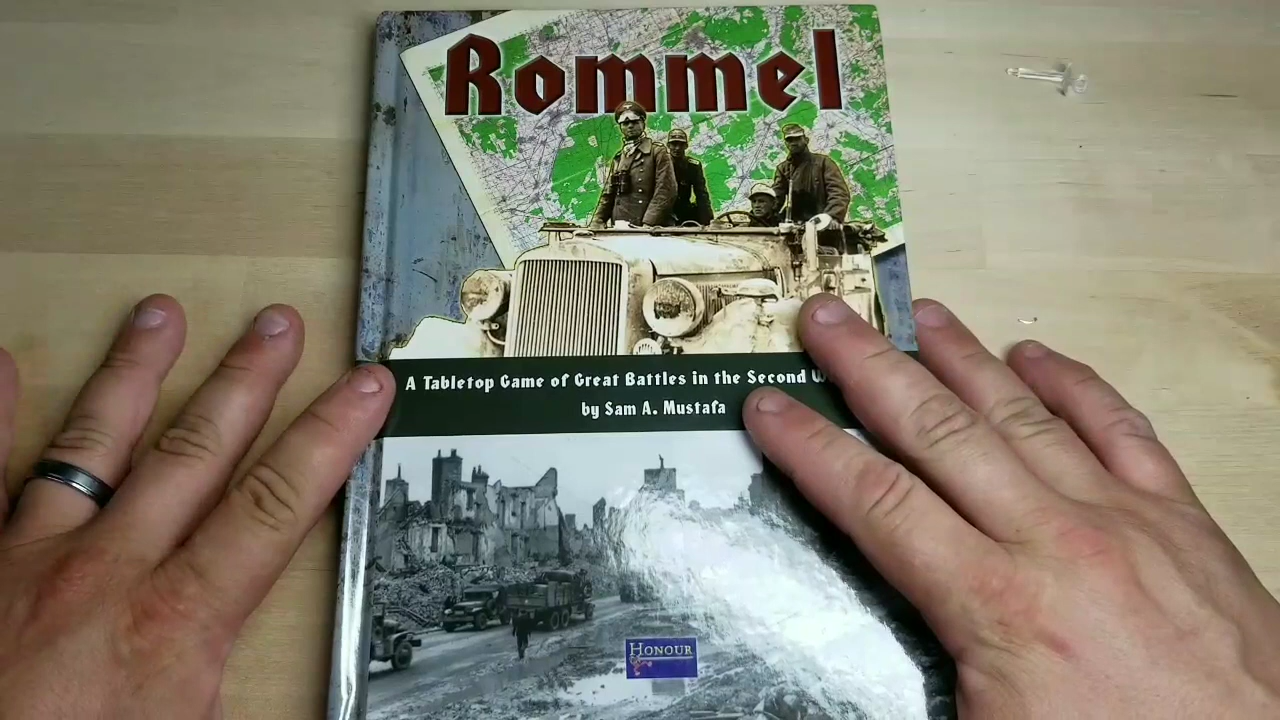 Rommel
A Tabletop Game of Great Battles in the Second
by Sam A. Mustafa
HONOUR